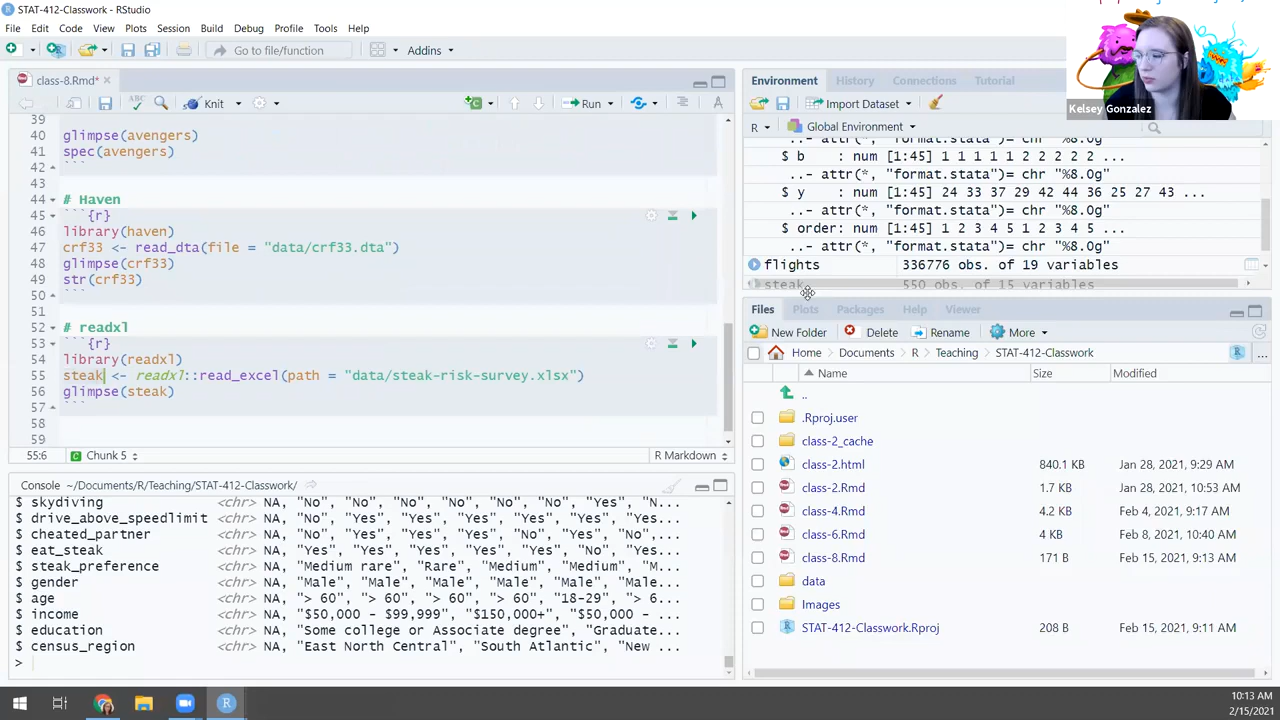 STAT-412-Classwork - RStudio
File Edit Code View Plots Session Build Debug Profile Tools Help
Go to file/function Addins
class-8.Rmd*
Knit Run
39
40 glimpse(avengers)
41 spec(avengers)
42 ```
43
44 # Haven
45 ```{r}
46 library(haven)
47 crf33 <- read_dta(file = "data/crf33.dta")
48 glimpse(crf33)
49 str(crf33)
50 ```
51
52 # readxl
53 ```{r}
54 library(readxl)
55 steak <- readxl::read_excel(path = "data/steak-risk-survey.xlsx")
56 glimpse(steak)
57 ```
58
59
55:6 Chunk 5 R Markdown
Console ~/Documents/R/Teaching/STAT-412-Classwork/
$ skydiving <chr> NA, "No", "No", "No", "No", "No", "Yes", "N...
$ drive_above_speedlimit <chr> NA, "No", "Yes", "Yes", "Yes", "Yes", "Yes...
$ cheated_partner <chr> NA, "No", "No", "Yes", "No", "Yes", "No",...
$ eat_steak <chr> NA, "Yes", "Yes", "Yes", "Yes", "No", "Yes...
$ steak_preference <chr> NA, "Medium rare", "Rare", "Medium", "Medium", "M...
$ gender <chr> NA, "Male", "Male", "Male", "Male", "Male", "Male...
$ age <chr> NA, "> 60", "> 60", "> 60", "> 60", "18-29", "> 6...
$ income <chr> NA, "$50,000 - $99,999", "$150,000+", "$50,000 -...
$ education <chr> NA, "Some college or Associate degree", "Graduate...
$ census_region <chr> NA, "East North Central", "South Atlantic", "New ...
>
Environment History Connections Tutorial
Import Dataset
R Global Environment
..- attr(*, "format.stata")= chr "%8.0g"
$ b : num [1:45] 1 1 1 1 1 2 2 2 2 2 ...
..- attr(*, "format.stata")= chr "%8.0g"
$ y : num [1:45] 24 33 37 29 42 44 36 25 27 43 ...
..- attr(*, "format.stata")= chr "%8.0g"
$ order: num [1:45] 1 2 3 4 5 1 2 3 4 5 ...
..- attr(*, "format.stata")= chr "%8.0g"
flights 336776 obs. of 19 variables
steak 550 obs. of 15 variables
Files Plots Packages Help Viewer
New Folder Delete Rename More
Home Documents R Teaching STAT-412-Classwork
Name Size Modified
..
.Rproj.user
class-2_cache
class-2.html 840.1 KB Jan 28, 2021, 9:29 AM
class-2.Rmd 1.7 KB Jan 28, 2021, 10:53 AM
class-4.Rmd 4.2 KB Feb 4, 2021, 9:17 AM
class-6.Rmd 4 KB Feb 8, 2021, 10:40 AM
class-8.Rmd 171 B Feb 15, 2021, 9:13 AM
data
Images
STAT-412-Classwork.Rproj 208 B Feb 15, 2021, 9:11 AM
Kelsey Gonzalez
10:13 AM
2/15/2021